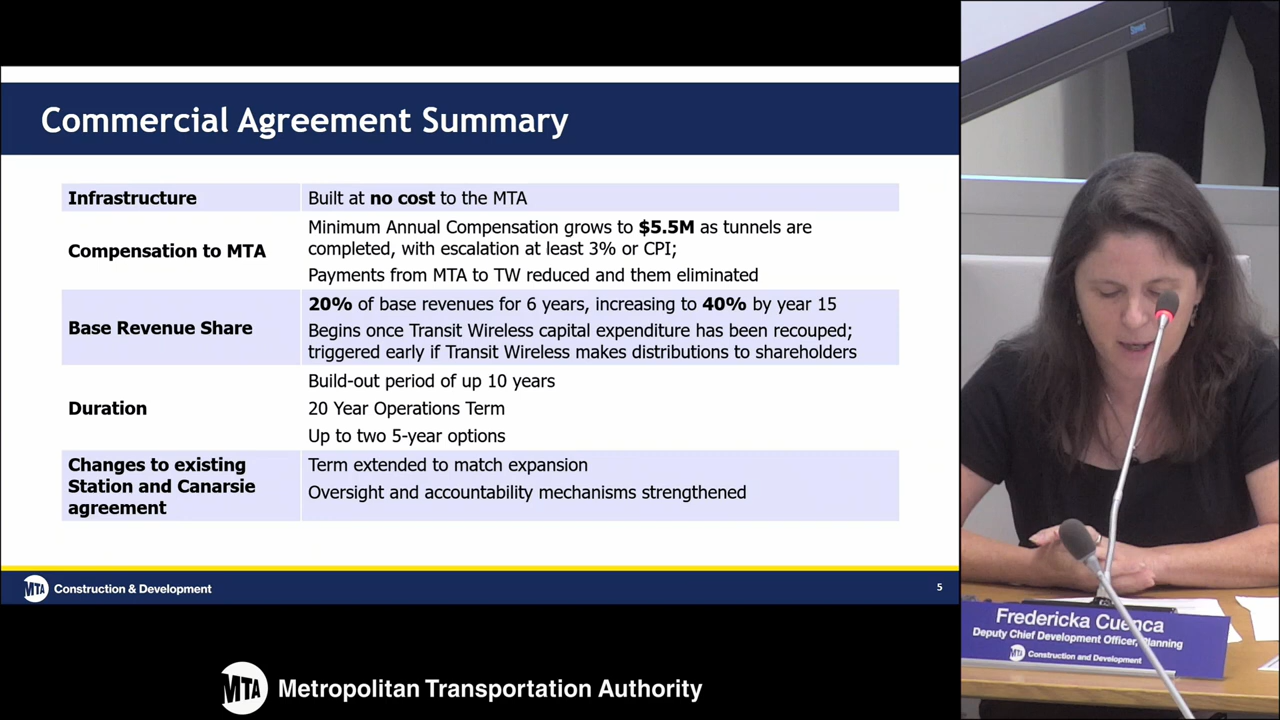 Commercial Agreement Summary
Infrastructure
Built at no cost to the MTA
Compensation to MTA
Minimum Annual Compensation grows to $5.5M as tunnels are
completed, with escalation at least 3% or CPI;
Payments from MTA to TW reduced and them eliminated
Base Revenue Share
20% of base revenues for 6 years, increasing to 40% by year 15
Begins once Transit Wireless capital expenditure has been recouped;
triggered early if Transit Wireless makes distributions to shareholders
Duration
Build-out period of up 10 years
20 Year Operations Term
Up to two 5-year options
Changes to existing
Station and Canarsie
agreement
Term extended to match expansion
Oversight and accountability mechanisms strengthened
MTA Construction & Development
5
MTA Metropolitan Transportation Authority
Fredericka Cuenca
Deputy Chief Development Officer, Planning
MTA Construction and Development